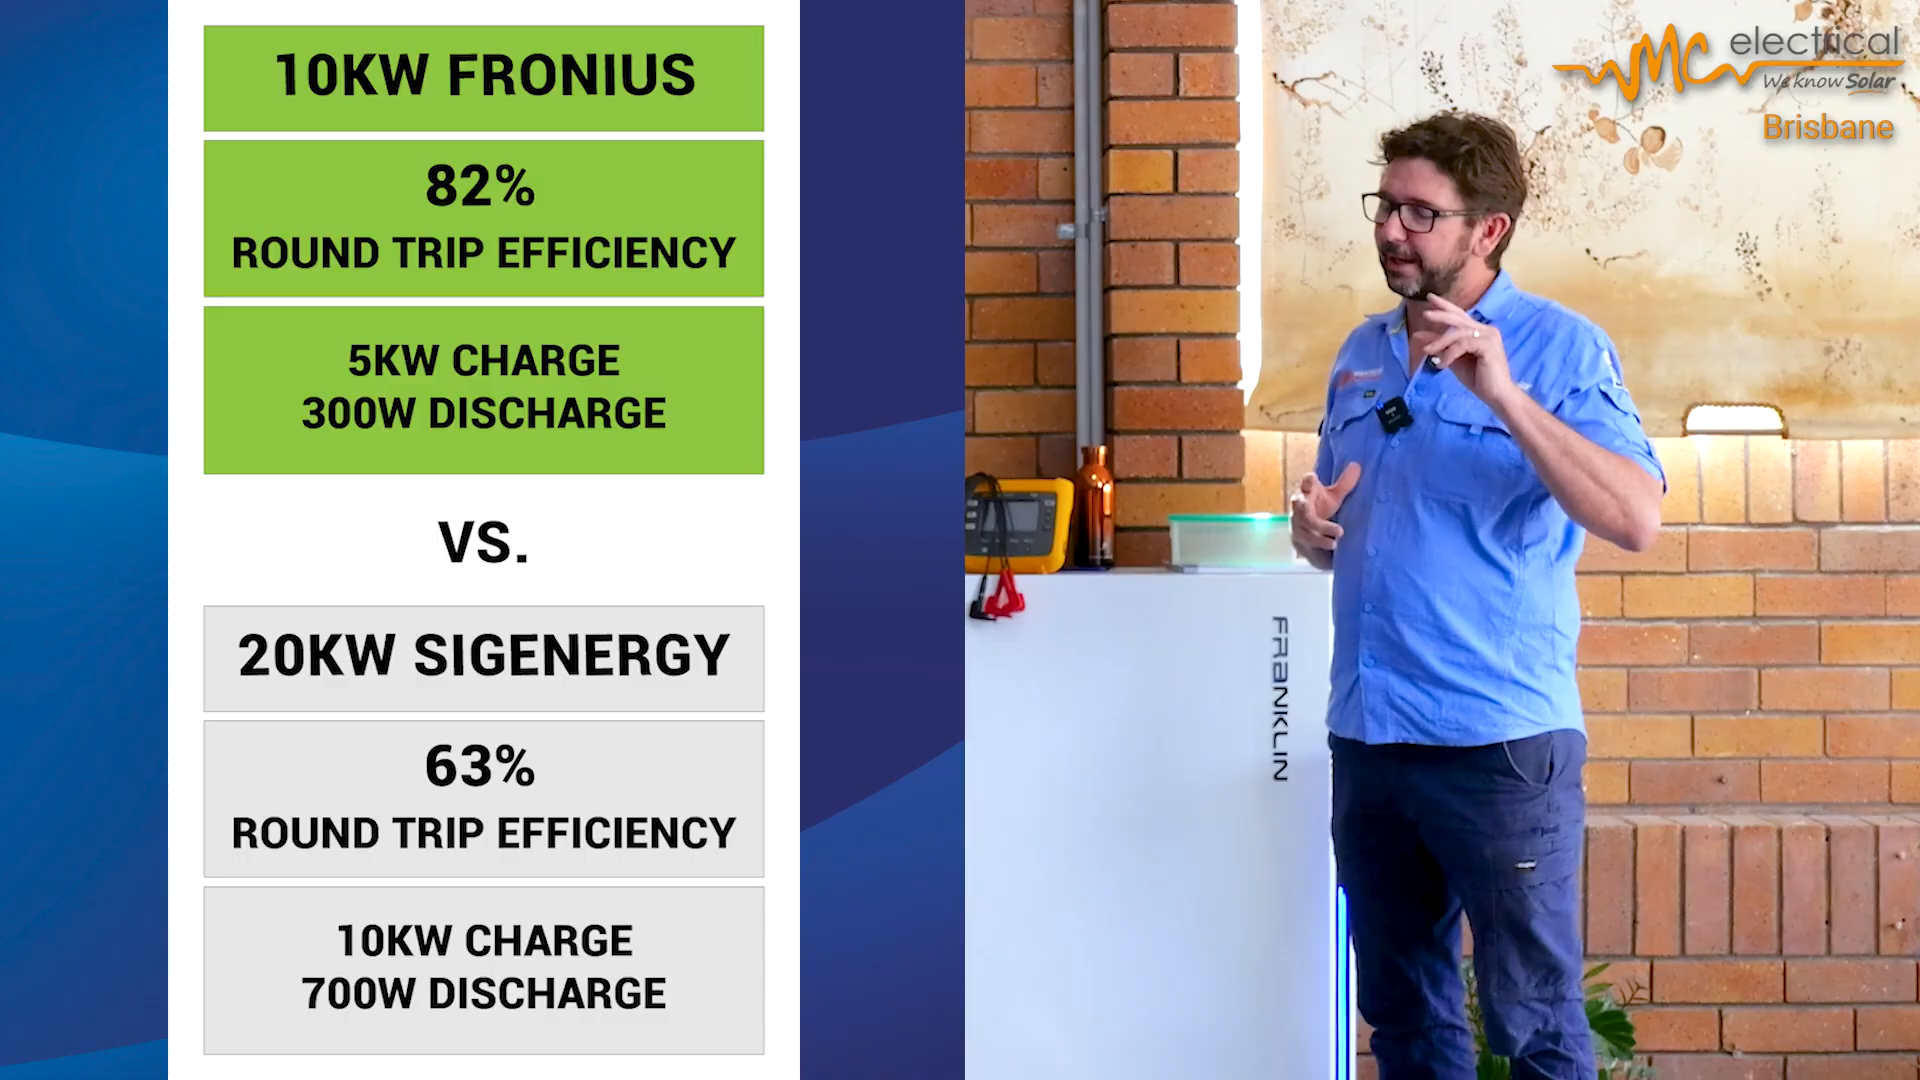 10KW FRONIUS
82%
ROUND TRIP EFFICIENCY
5KW CHARGE
300W DISCHARGE
VS.
20KW SIGENERGY
63%
ROUND TRIP EFFICIENCY
10KW CHARGE
700W DISCHARGE
MC electrical
We know Solar
Brisbane
FRANKLIN